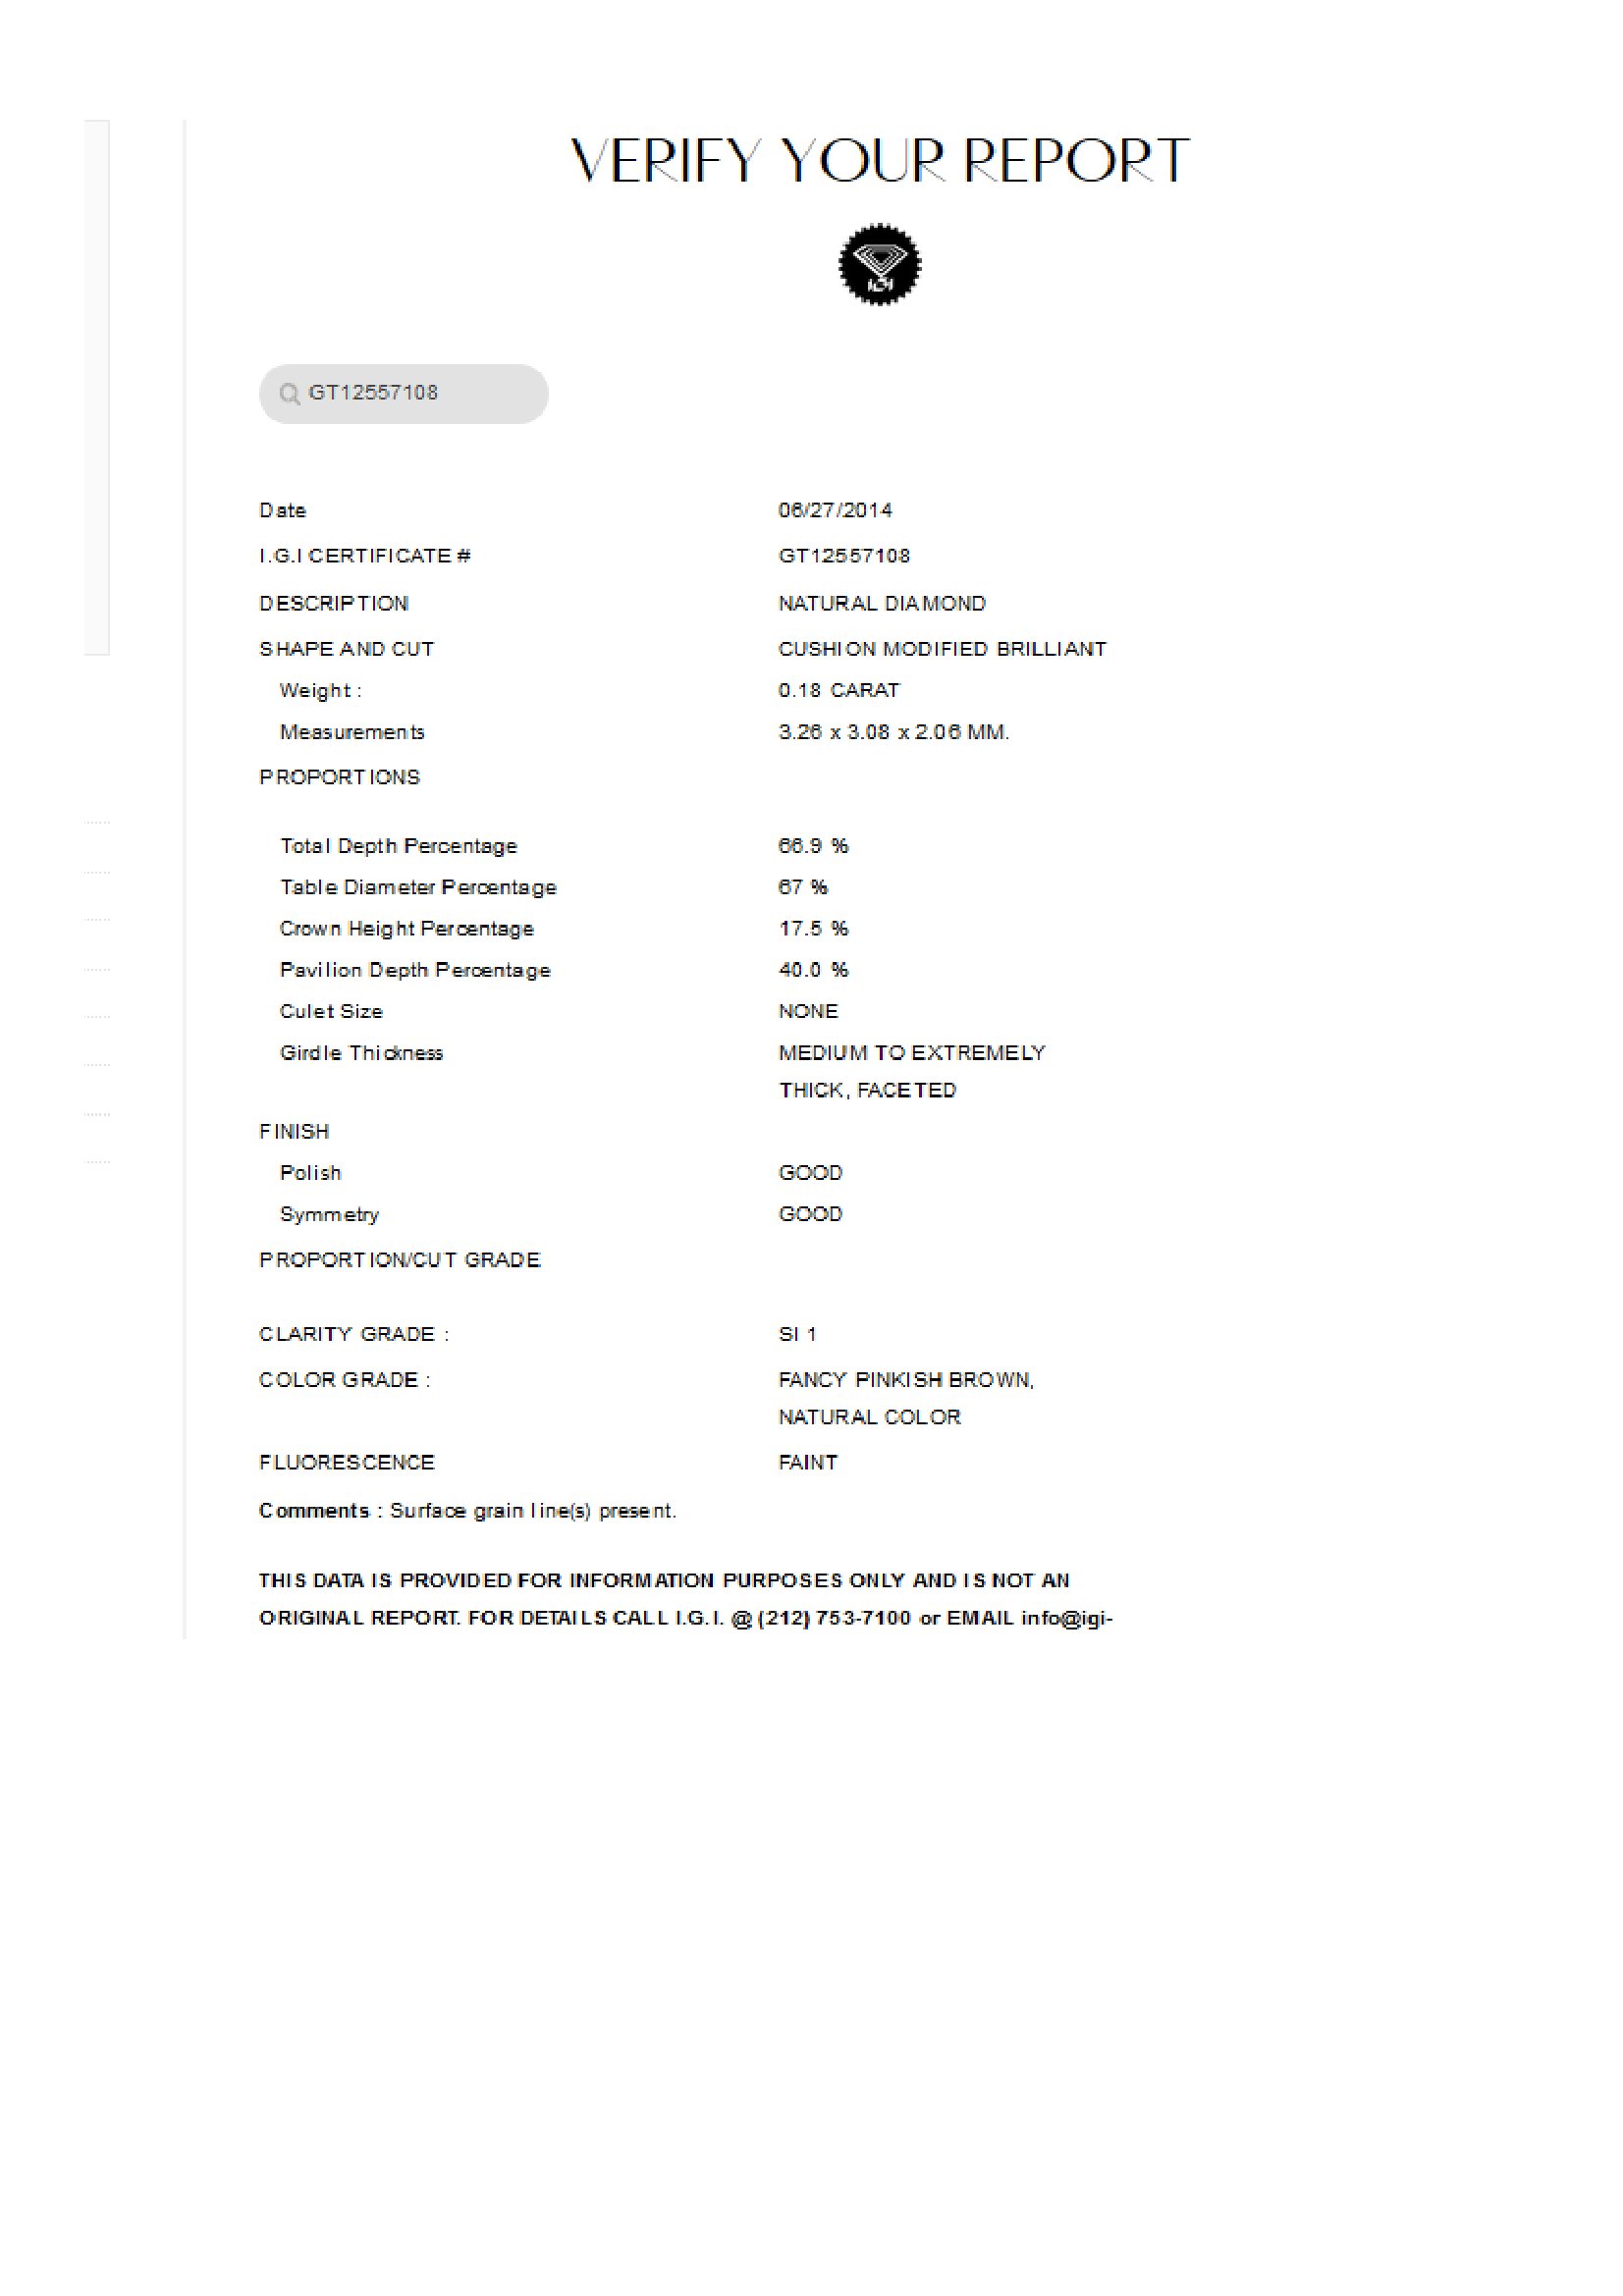 VERIFY YOUR REPORT
IGI
GT12557108
Date 06/27/2014
I.G.I CERTIFICATE # GT12557108
DESCRIPTION NATURAL DIAMOND
SHAPE AND CUT CUSHION MODIFIED BRILLIANT
Weight : 0.18 CARAT
Measurements 3.26 x 3.08 x 2.06 MM.
PROPORTIONS
Total Depth Percentage 66.9 %
Table Diameter Percentage 67 %
Crown Height Percentage 17.5 %
Pavilion Depth Percentage 40.0 %
Culet Size NONE
Girdle Thickness MEDIUM TO EXTREMELY
THICK, FACETED
FINISH
Polish GOOD
Symmetry GOOD
PROPORTION/CUT GRADE
CLARITY GRADE : SI 1
COLOR GRADE : FANCY PINKISH BROWN,
NATURAL COLOR
FLUORESCENCE FAINT
Comments : Surface grain line(s) present.
THIS DATA IS PROVIDED FOR INFORMATION PURPOSES ONLY AND IS NOT AN
ORIGINAL REPORT. FOR DETAILS CALL I.G.I. @ (212) 753-7100 or EMAIL info@igi-